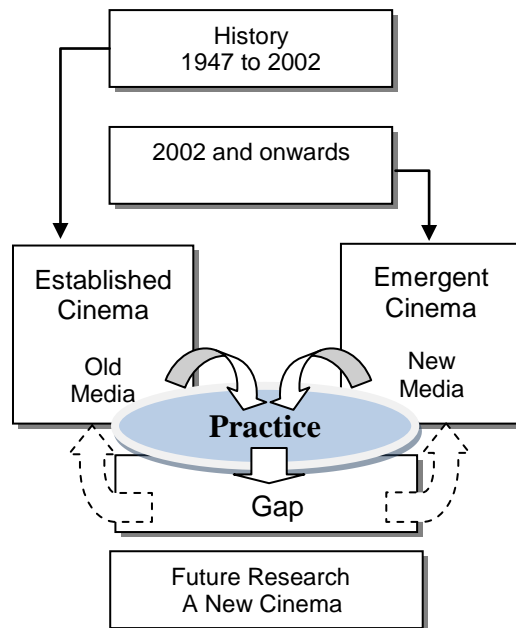 History
1947 to 2002
2002 and onwards
Established
Cinema
Old
Media
Emergent
Cinema
New
Media
Practice
Gap
Future Research
A New Cinema